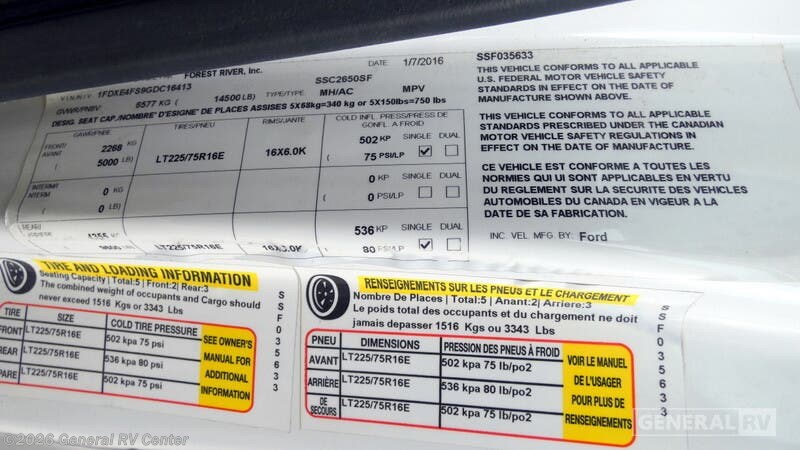 FOREST RIVER, Inc. DATE 1/7/2016
V.I.N./N.I.V 1FDXE4FS9GDC16413 SSC2650SF
GVWR/PNBV 6577 KG ( 14500 LB) TYPE/TYPE: MH/AC MPV
DESIG. SEAT CAP./NOMBRE D'ESIGNE' DE PLACES ASSISES 5X68kg=340 kg or 5X150lbs=750 lbs
GAWR/PNBE TIRES/PNEU RIMS/JANTE COLD INFL. PRESS/PRESS DE GONFL. A FROID SINGLE DUAL
FRONT/ AVANT 2268 KG ( 5000 LB) LT225/75R16E 16X6.0K 502 KP ( 75 PSI/LP
INTERMIT INTERM 0 KG ( 0 LB) 0 KP SINGLE DUAL ( 0 PSI/LP
REAR/ 4355 KG LB) LT225/75R16E 16X6.0K 536 KP SINGLE DUAL ( 80 PSI/LP
SSF035633
THIS VEHICLE CONFORMS TO ALL APPLICABLE
U.S. FEDERAL MOTOR VEHICLE SAFETY
STANDARDS IN EFFECT ON THE DATE OF
MANUFACTURE SHOWN ABOVE.
THIS VEHICLE CONFORMS TO ALL APPLICABLE
STANDARDS PRESCRIBED UNDER THE CANADIAN
MOTOR VEHICLE SAFETY REGULATIONS IN
EFFECT ON THE DATE OF MANUFACTURE.
CE VEHICLE EST CONFORME A TOUTES LES
NORMIES QUI UI SONT APPLICABLES EN VERTU
DU REGLEMENT SUR LA SECURITE DES VEHICLES
AUTOMOBILES DU CANADA EN VIGEUR A LA
DATE DE SA FABRICATION.
INC. VEL. MFG. BY: Ford
TIRE AND LOADING INFORMATION
Seating Capacity | Total:5 | Front:2 | Rear:3
The combined weight of occupants and Cargo should
never exceed 1516 Kgs or 3343 Lbs
TIRE SIZE COLD TIRE PRESSURE
FRONT LT225/75R16E 502 kpa 75 psi
REAR LT225/75R16E 536 kpa 80 psi
PARE LT225/75R16E 502 kpa 75 psi
SEE OWNER'S
MANUAL FOR
ADDITIONAL
INFORMATION
SSF035633
RENSEIGNEMENTS SUR LES PNEUS ET LE CHARGEMENT
Nombre De Places | Total:5 | Anant:2 | Arriere:3
Le poids total des occupants et du chargement ne doit
jamais depasser 1516 Kgs ou 3343 Lbs
PNEU DIMENSIONS PRESSION DES PNEUS À FROID
AVANT LT225/75R16E 502 kpa 75 lb/po2
ARRIÈRE LT225/75R16E 536 kpa 80 lb/po2
DE SECOURS LT225/75R16E 502 kpa 75 lb/po2
VOIR LE MANUEL
DE L'USAGER
POUR PLUS DE
RENSEIGNEMENTS
SSF035633
GENERAL RV
©2026 General RV Center